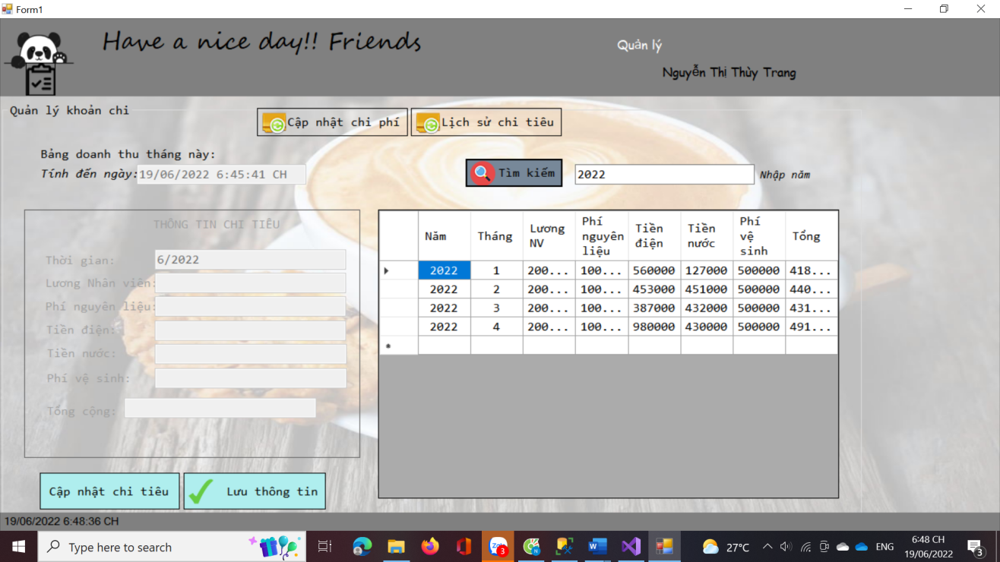 Form1
Have a nice day!! Friends
Quản lý
Nguyễn Thị Thùy Trang
Quản lý khoản chi
Cập nhật chi phí
Lịch sử chi tiêu
Bảng doanh thu tháng này:
Tính đến ngày: 19/06/2022 6:45:41 CH
Tìm kiếm
2022
Nhập năm
THÔNG TIN CHI TIÊU
Thời gian: 6/2022
Lương Nhân viên:
Phí nguyên liệu:
Tiền điện:
Tiền nước:
Phí vệ sinh:
Tổng cộng:
Năm Tháng Lương NV Phí nguyên liệu Tiền điện Tiền nước Phí vệ sinh Tổng
2022 1 200... 100... 560000 127000 500000 418...
2022 2 200... 100... 453000 451000 500000 440...
2022 3 200... 100... 387000 432000 500000 431...
2022 4 200... 100... 980000 430000 500000 491...
Cập nhật chi tiêu
Lưu thông tin
19/06/2022 6:48:36 CH
Type here to search
27°C
ENG
6:48 CH
19/06/2022
3